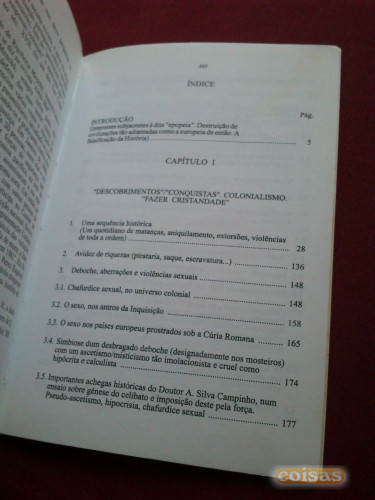 869
ÍNDICE
Pág.
INTRODUÇÃO
(Interesses subjacentes à dita "epopeia". Destruição de
civilizações tão adiantadas como a europeia de então. A
falsificação da História) 5
CAPÍTULO I
"DESCOBRIMENTOS"/"CONQUISTAS". COLONIALISMO.
"FAZER CRISTANDADE"
1. Uma sequência histórica
(Um quotidiano de matanças, aniquilamento, extorsões, violências
de toda a ordem) 28
2. Avidez de riquezas (pirataria, saque, escravatura...) 136
3. Deboche, aberrações e violências sexuais 148
3.1. Chafurdice sexual, no universo colonial 148
3.2. O sexo, nos antros da Inquisição 158
3.3. O sexo nos países europeus prostrados sob a Cúria Romana 165
3.4. Simbiose dum desbragado deboche (designadamente nos mosteiros)
com um ascetismo/misticismo tão imolacionista e cruel como
hipócrita e calculista 174
3.5. Importantes achegas históricas do Doutor A. Silva Campinho, num
ensaio sobre génese do celibato e imposição deste pela força.
Pseudo-ascetismo, hipocrisia, chafurdice sexual 177
coisas